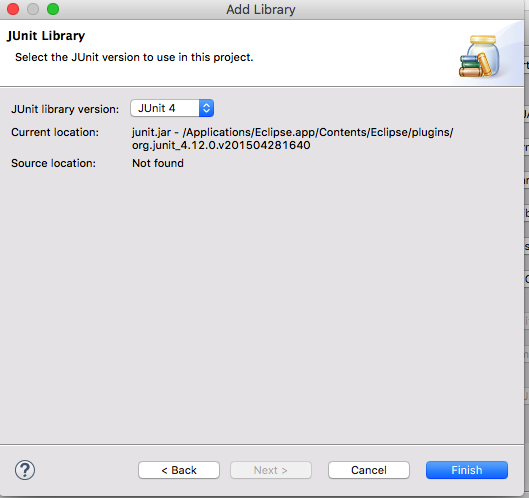 Add Library
JUnit Library
Select the JUnit version to use in this project.
JUnit library version: JUnit 4
Current location: junit.jar - /Applications/Eclipse.app/Contents/Eclipse/plugins/
org.junit_4.12.0.v201504281640
Source location: Not found
? < Back Next > Cancel Finish